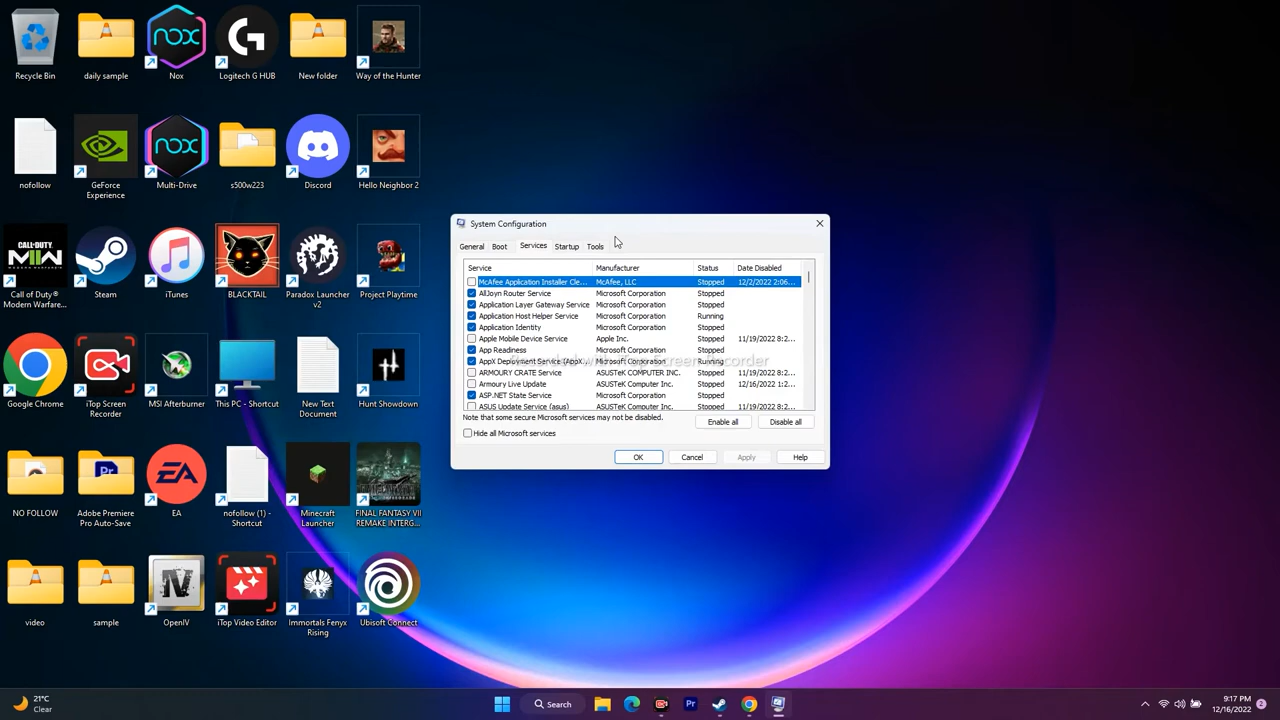 Recycle Bin
daily sample
Nox
Logitech G HUB
New folder
Way of the Hunter
nofollow
GeForce
Experience
Multi-Drive
s500w223
Discord
Hello Neighbor 2
Call of Duty®
Modern Warfare...
Steam
iTunes
BLACKTAIL
Paradox Launcher
v2
Project Playtime
Google Chrome
iTop Screen
Recorder
MSI Afterburner
This PC - Shortcut
New Text
Document
Hunt Showdown
NO FOLLOW
Adobe Premiere
Pro Auto-Save
EA
nofollow (1) -
Shortcut
Minecraft
Launcher
FINAL FANTASY VII
REMAKE INTERG...
video
sample
OpenIV
iTop Video Editor
Immortals Fenyx
Rising
Ubisoft Connect
System Configuration
General Boot Services Startup Tools
Service Manufacturer Status Date Disabled
McAfee Application Installer Cle... McAfee, LLC Stopped 12/2/2022 2:06...
AllJoyn Router Service Microsoft Corporation Stopped
Application Layer Gateway Service Microsoft Corporation Stopped
Application Host Helper Service Microsoft Corporation Running
Application Identity Microsoft Corporation Stopped
Apple Mobile Device Service Apple Inc. Stopped 11/19/2022 8:2...
App Readiness Microsoft Corporation Stopped
AppX Deployment Service (AppX... Microsoft Corporation Running
ARMOURY CRATE Service ASUSTeK COMPUTER INC. Stopped 11/19/2022 8:2...
Armoury Live Update ASUSTeK Computer Inc. Stopped 12/16/2022 1:2...
ASP.NET State Service Microsoft Corporation Stopped
ASUS Update Service (asus) ASUSTeK Computer Inc. Stopped 11/19/2022 8:2...
Note that some secure Microsoft services may not be disabled.
Enable all Disable all
Hide all Microsoft services
OK Cancel Apply Help
21°C
Clear
Search
9:17 PM
12/16/2022